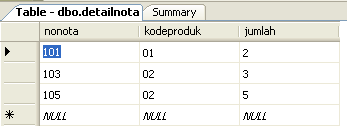 Table - dbo.detailnota Summary
nonota kodeproduk jumlah
101 01 2
103 02 3
105 02 5
NULL NULL NULL